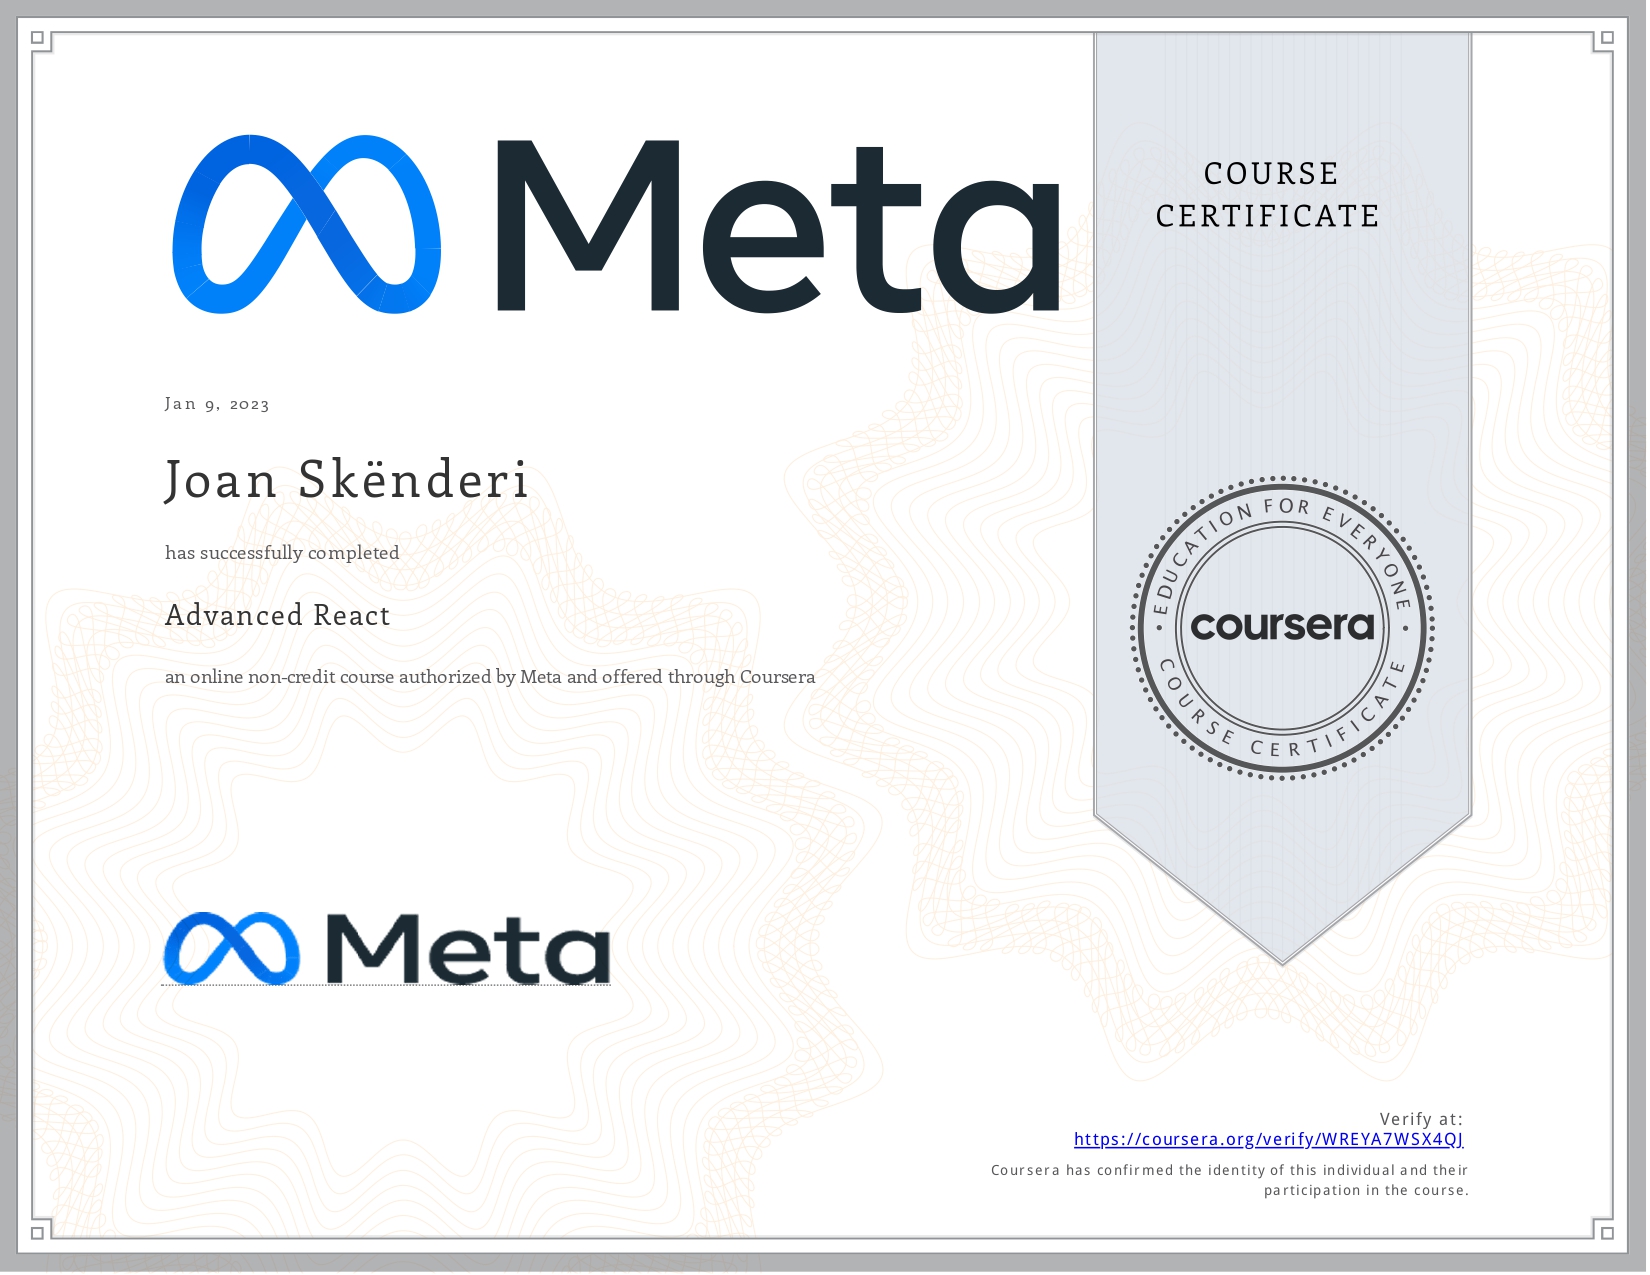 Meta
COURSE
CERTIFICATE
Jan 9, 2023
Joan Skënderi
has successfully completed
Advanced React
an online non-credit course authorized by Meta and offered through Coursera
EDUCATION FOR EVERYONE
coursera
COURSE CERTIFICATE
Meta
Verify at:
https://coursera.org/verify/WREYA7WSX4QJ
Coursera has confirmed the identity of this individual and their
participation in the course.